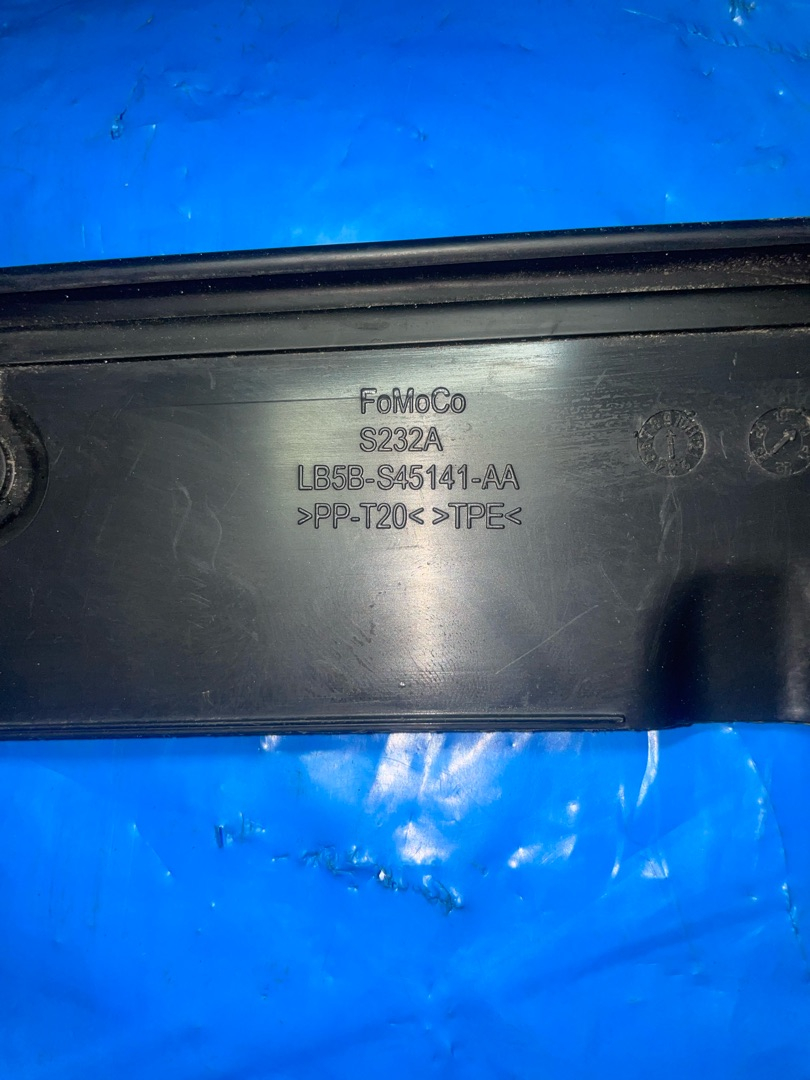 FoMoCo
S232A
LB5B-S45141-AA
>PP-T20< >TPE<